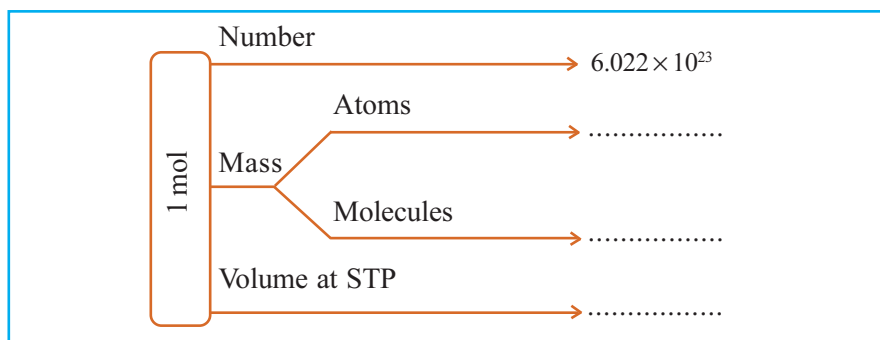 Number
6.022 × 10²³
Atoms
.................
1 mol
Mass
Molecules
.................
Volume at STP
.................